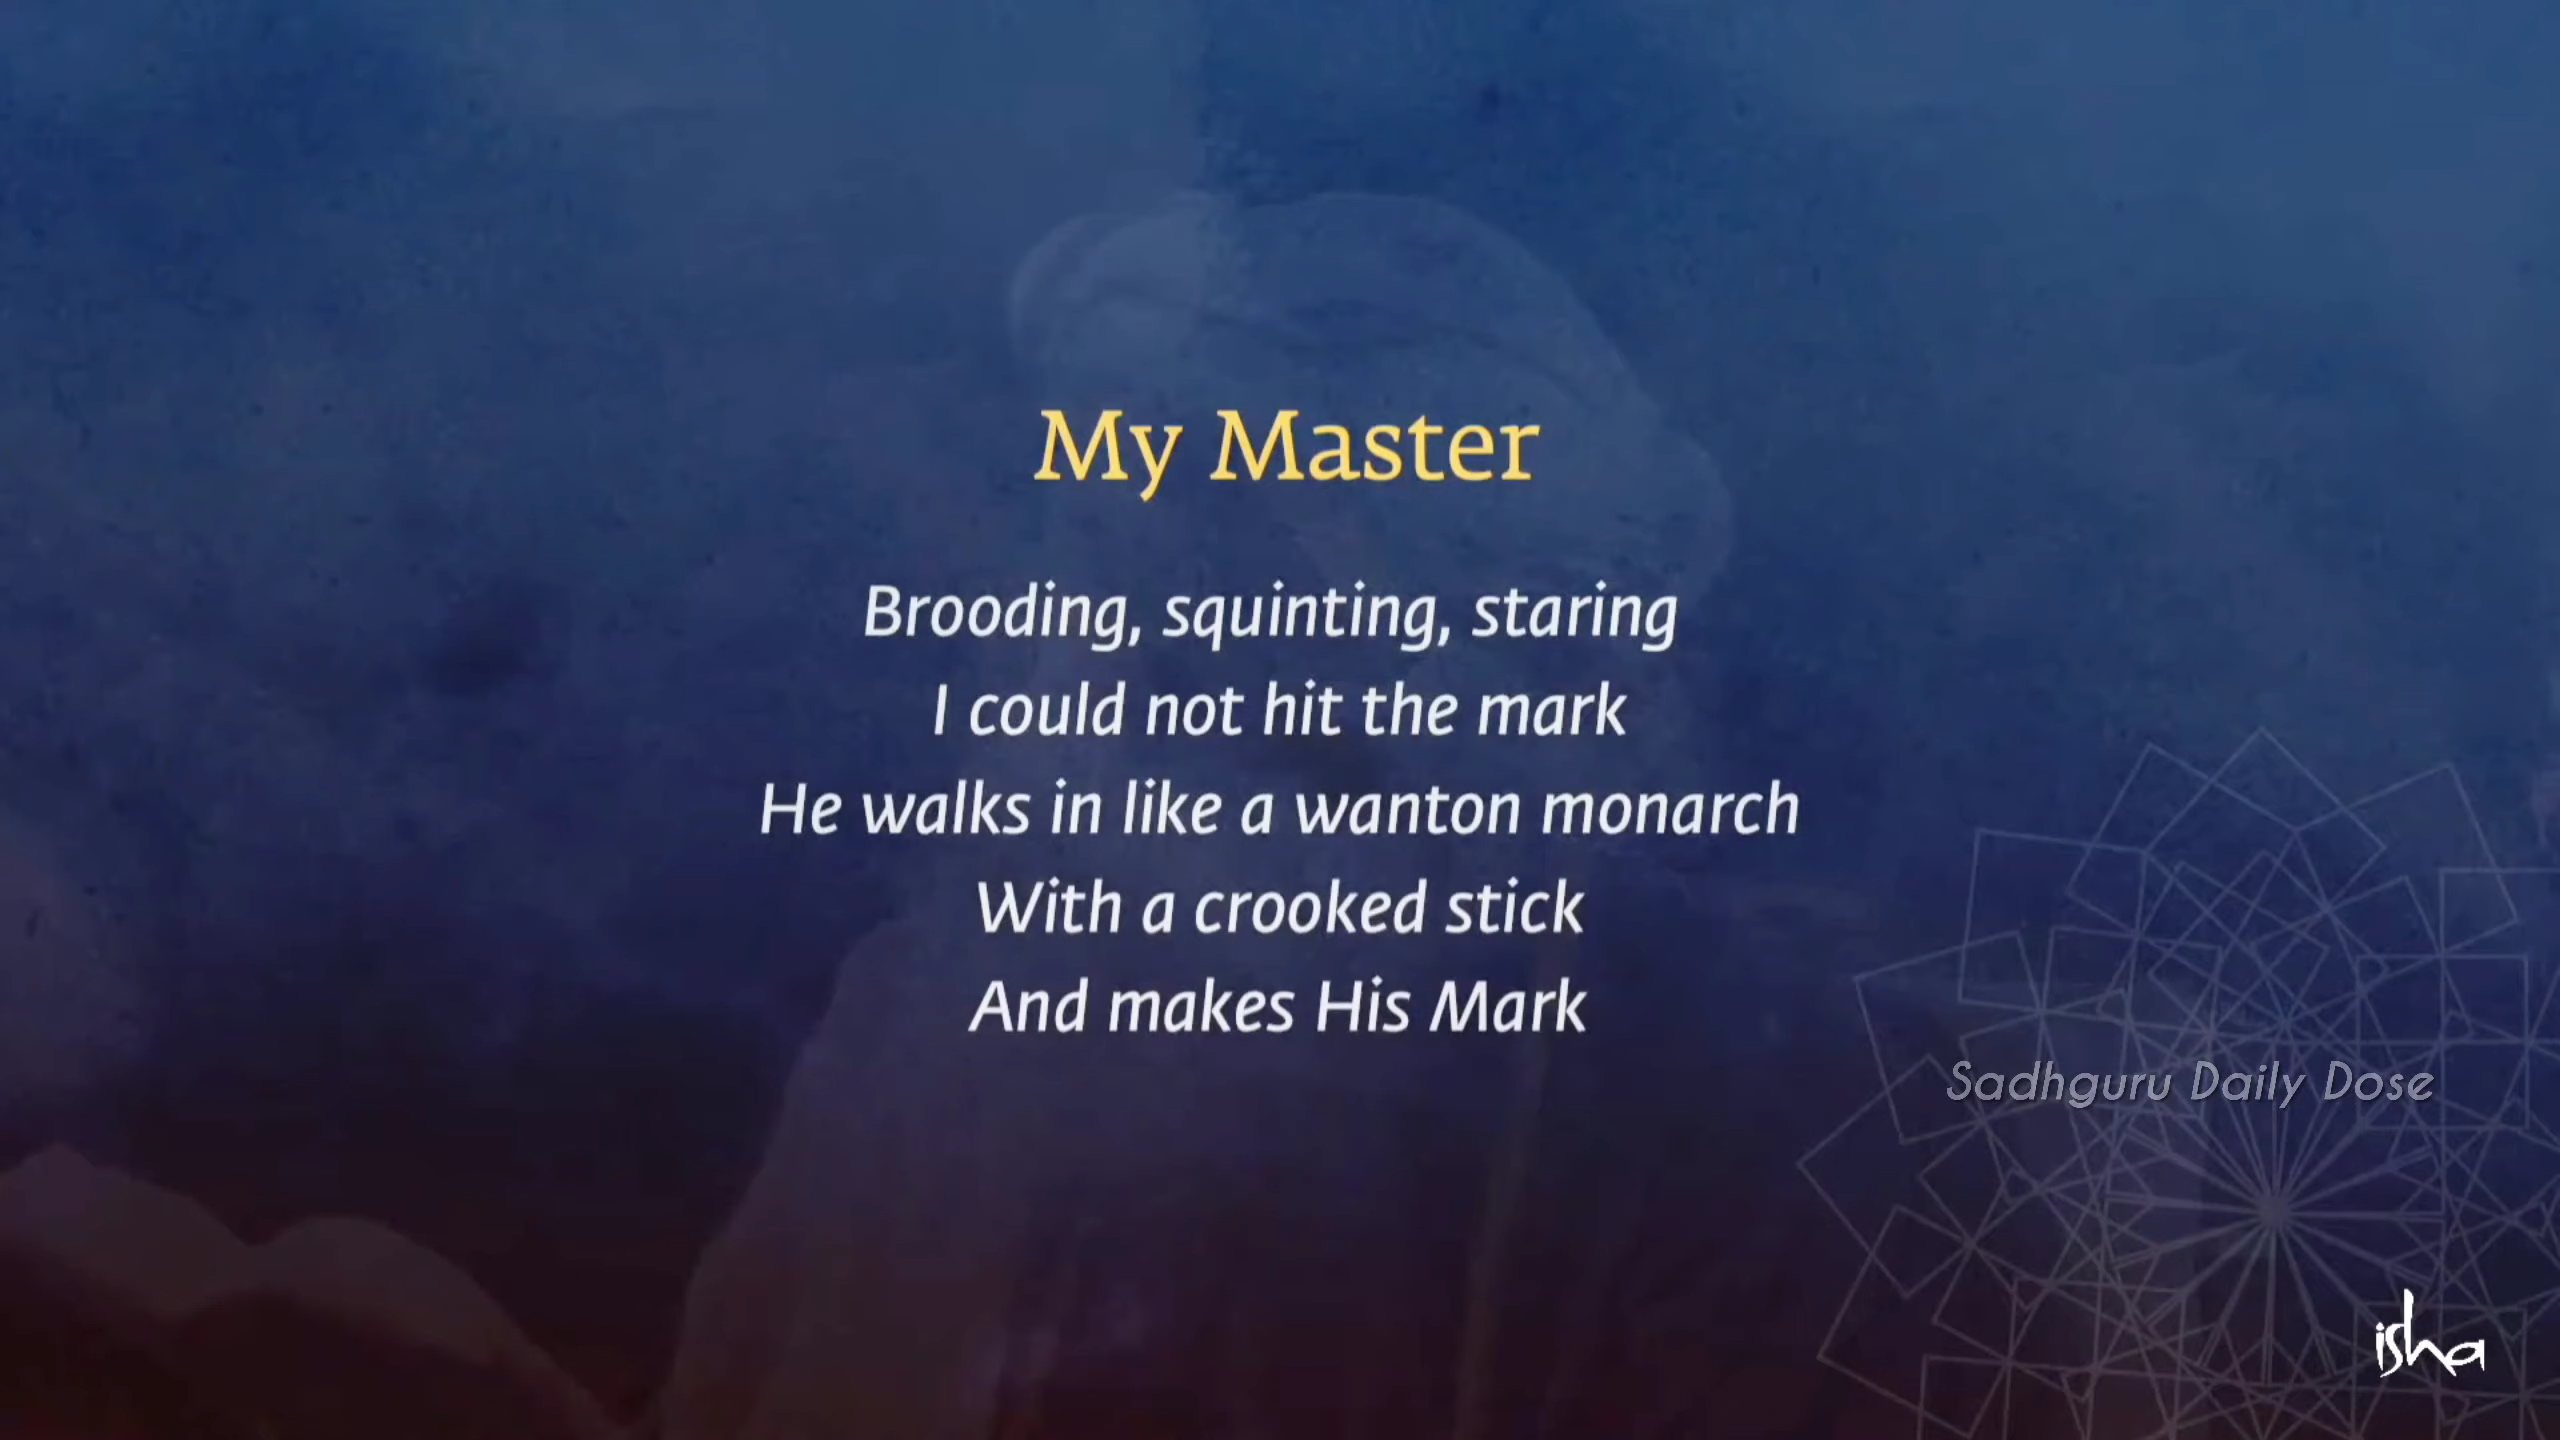 My Master
Brooding, squinting, staring
I could not hit the mark
He walks in like a wanton monarch
With a crooked stick
And makes His Mark
Sadhguru Daily Dose
isha